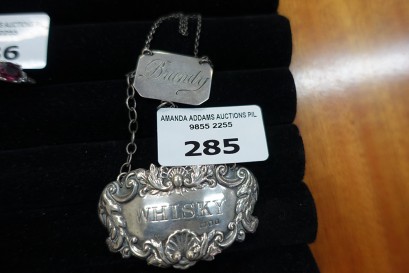 Brandy
AMANDA ADDAMS AUCTIONS P/L
9855 2255
285
WHISKY